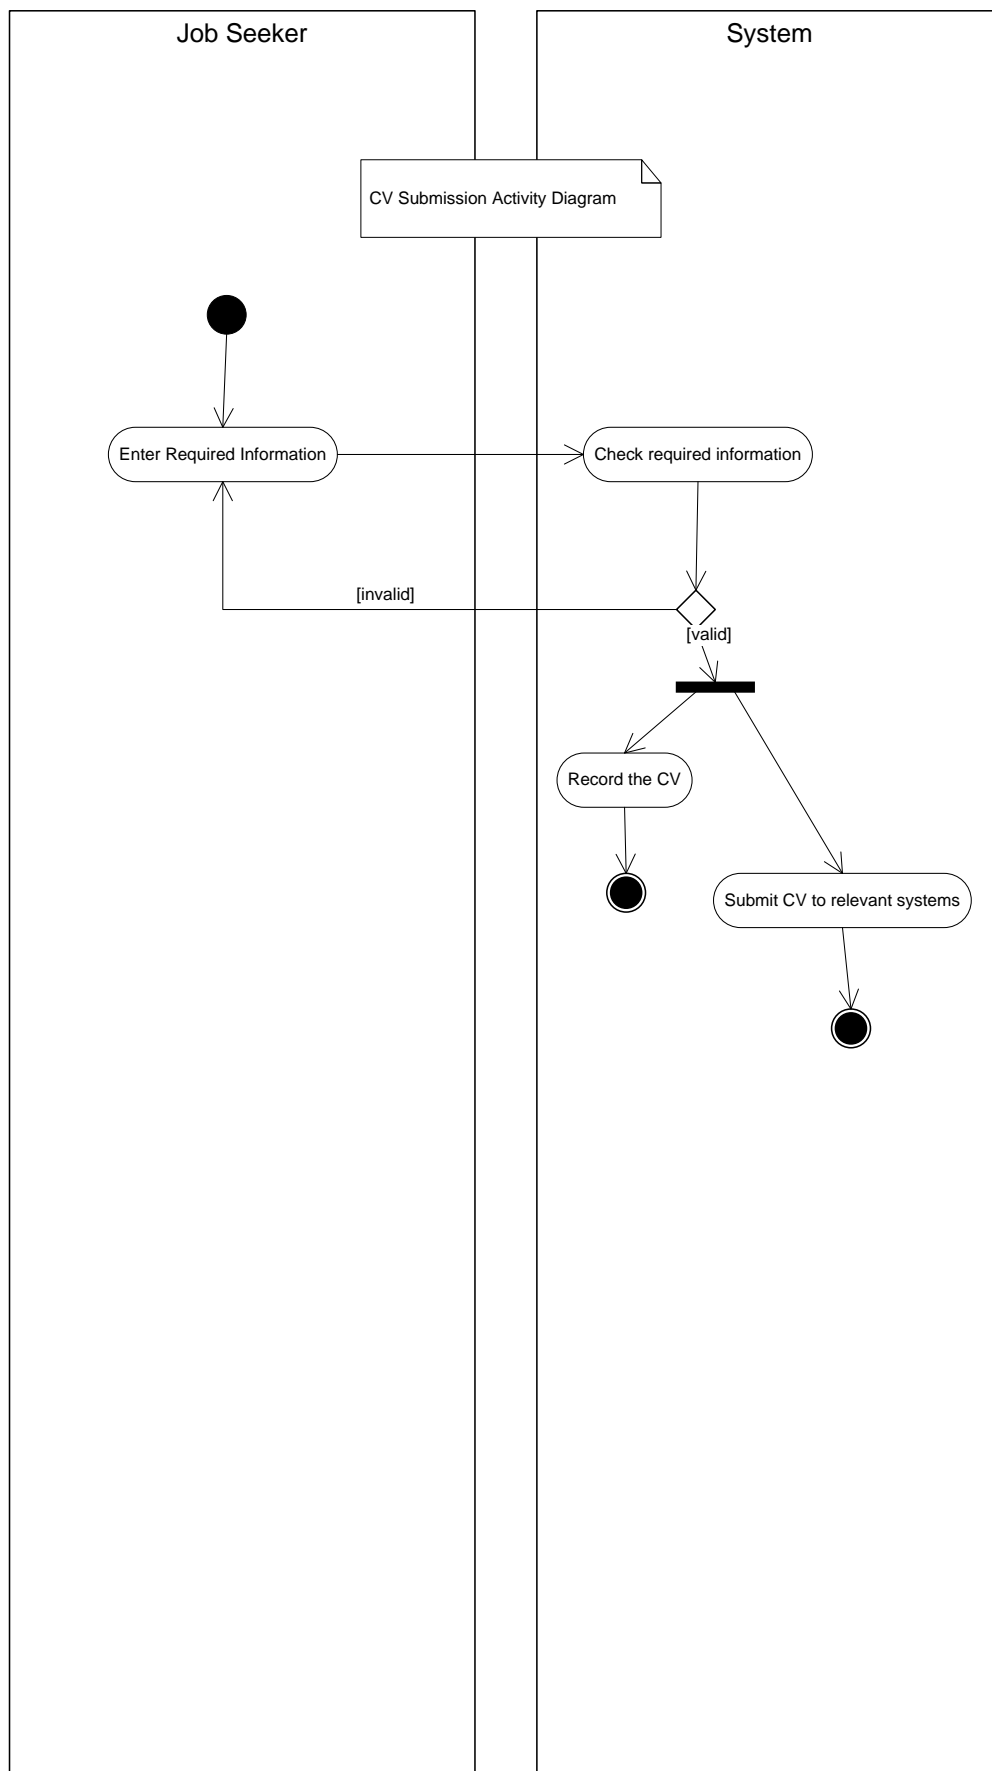 Job Seeker
System
CV Submission Activity Diagram
Enter Required Information
Check required information
[invalid]
[valid]
Record the CV
Submit CV to relevant systems